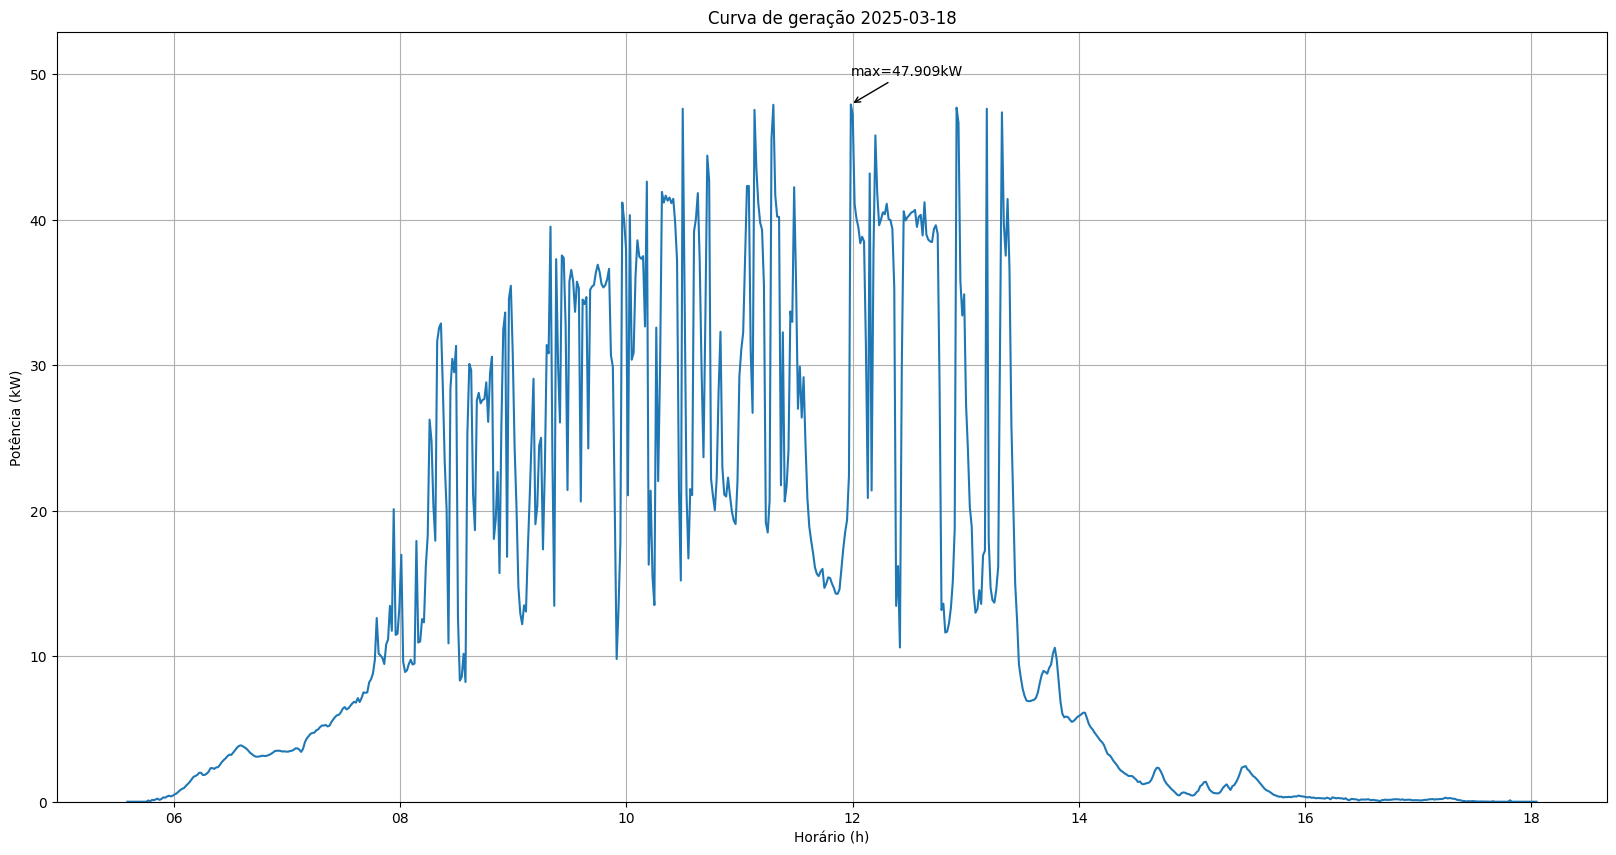 Curva de geração 2025-03-18
max=47.909kW
50
40
30
20
10
0
Potência (kW)
06 08 10 12 14 16 18
Horário (h)